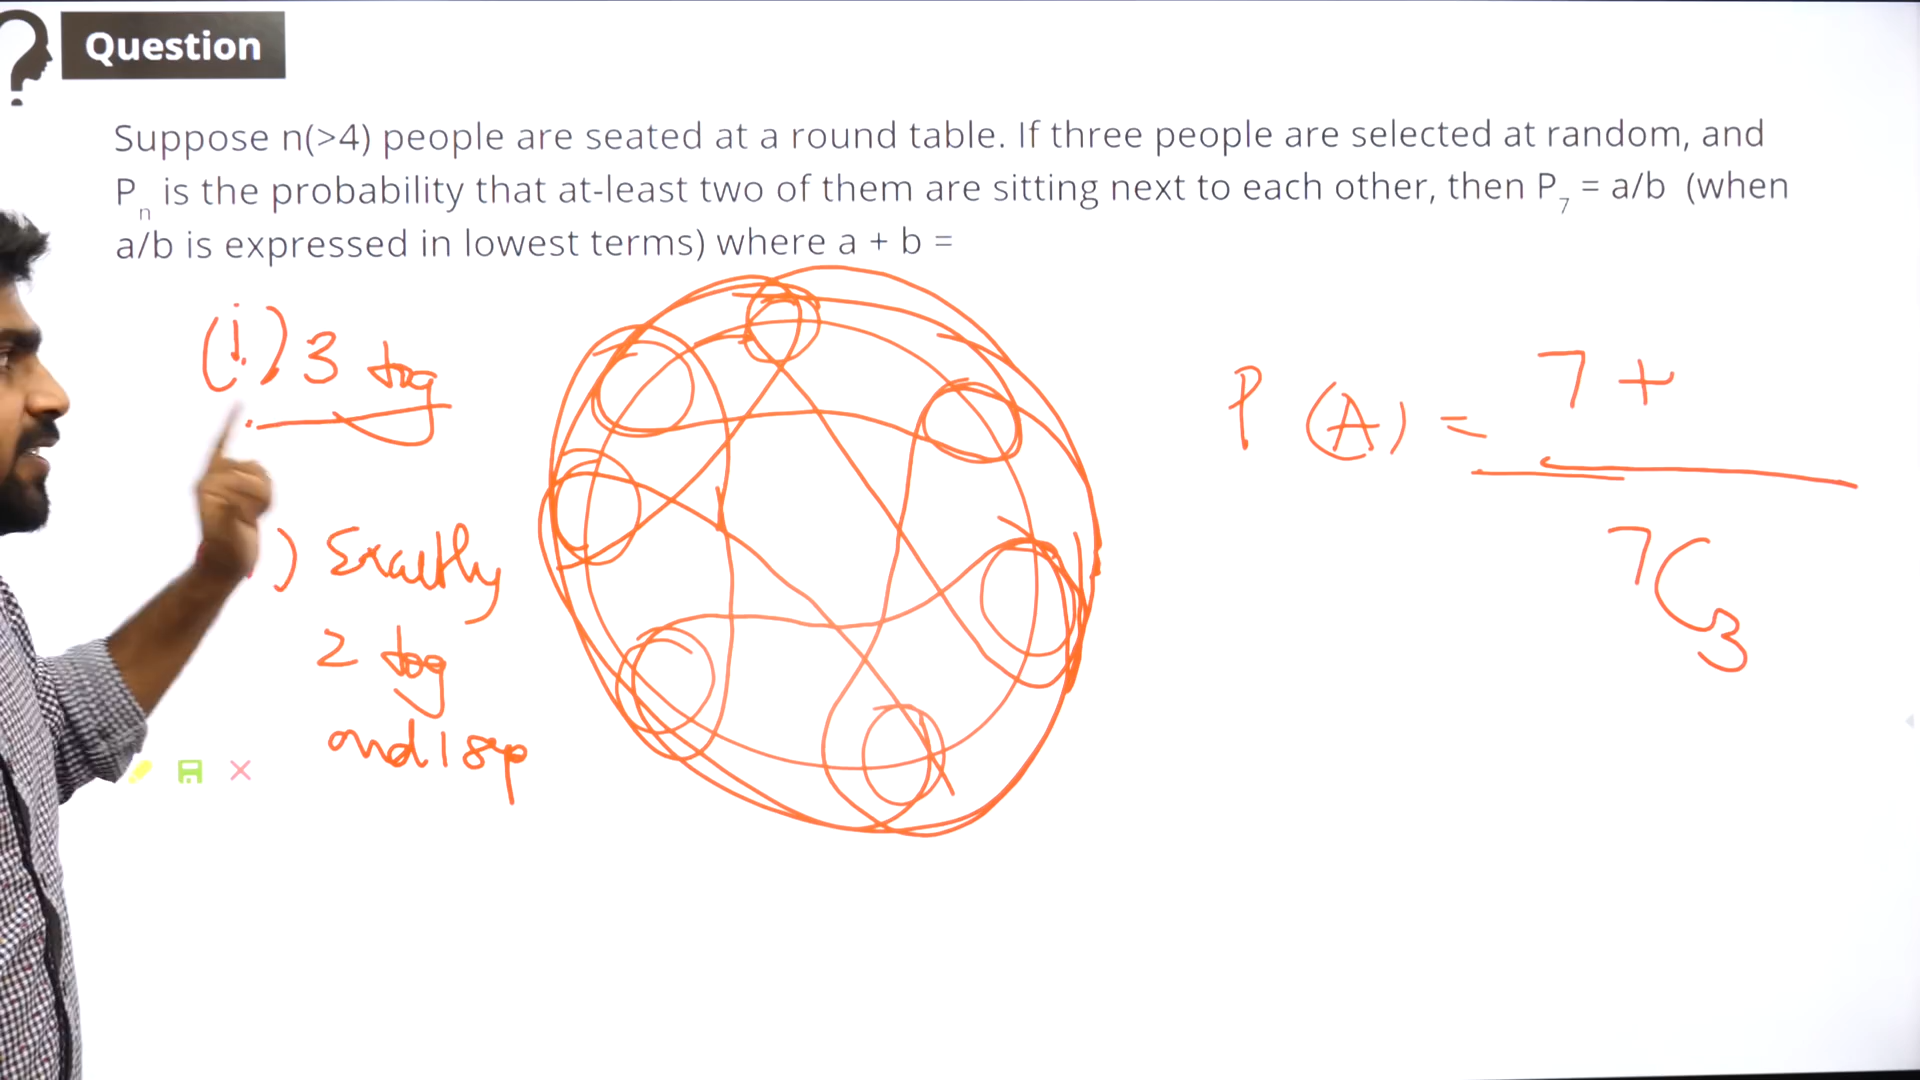 Question
Suppose n(>4) people are seated at a round table. If three people are selected at random, and
Pn is the probability that at-least two of them are sitting next to each other, then P7 = a/b (when
a/b is expressed in lowest terms) where a + b =
(i) 3 tog
) Exactly
2 tog
and 1 sep
P(A) = 7 +
7C3